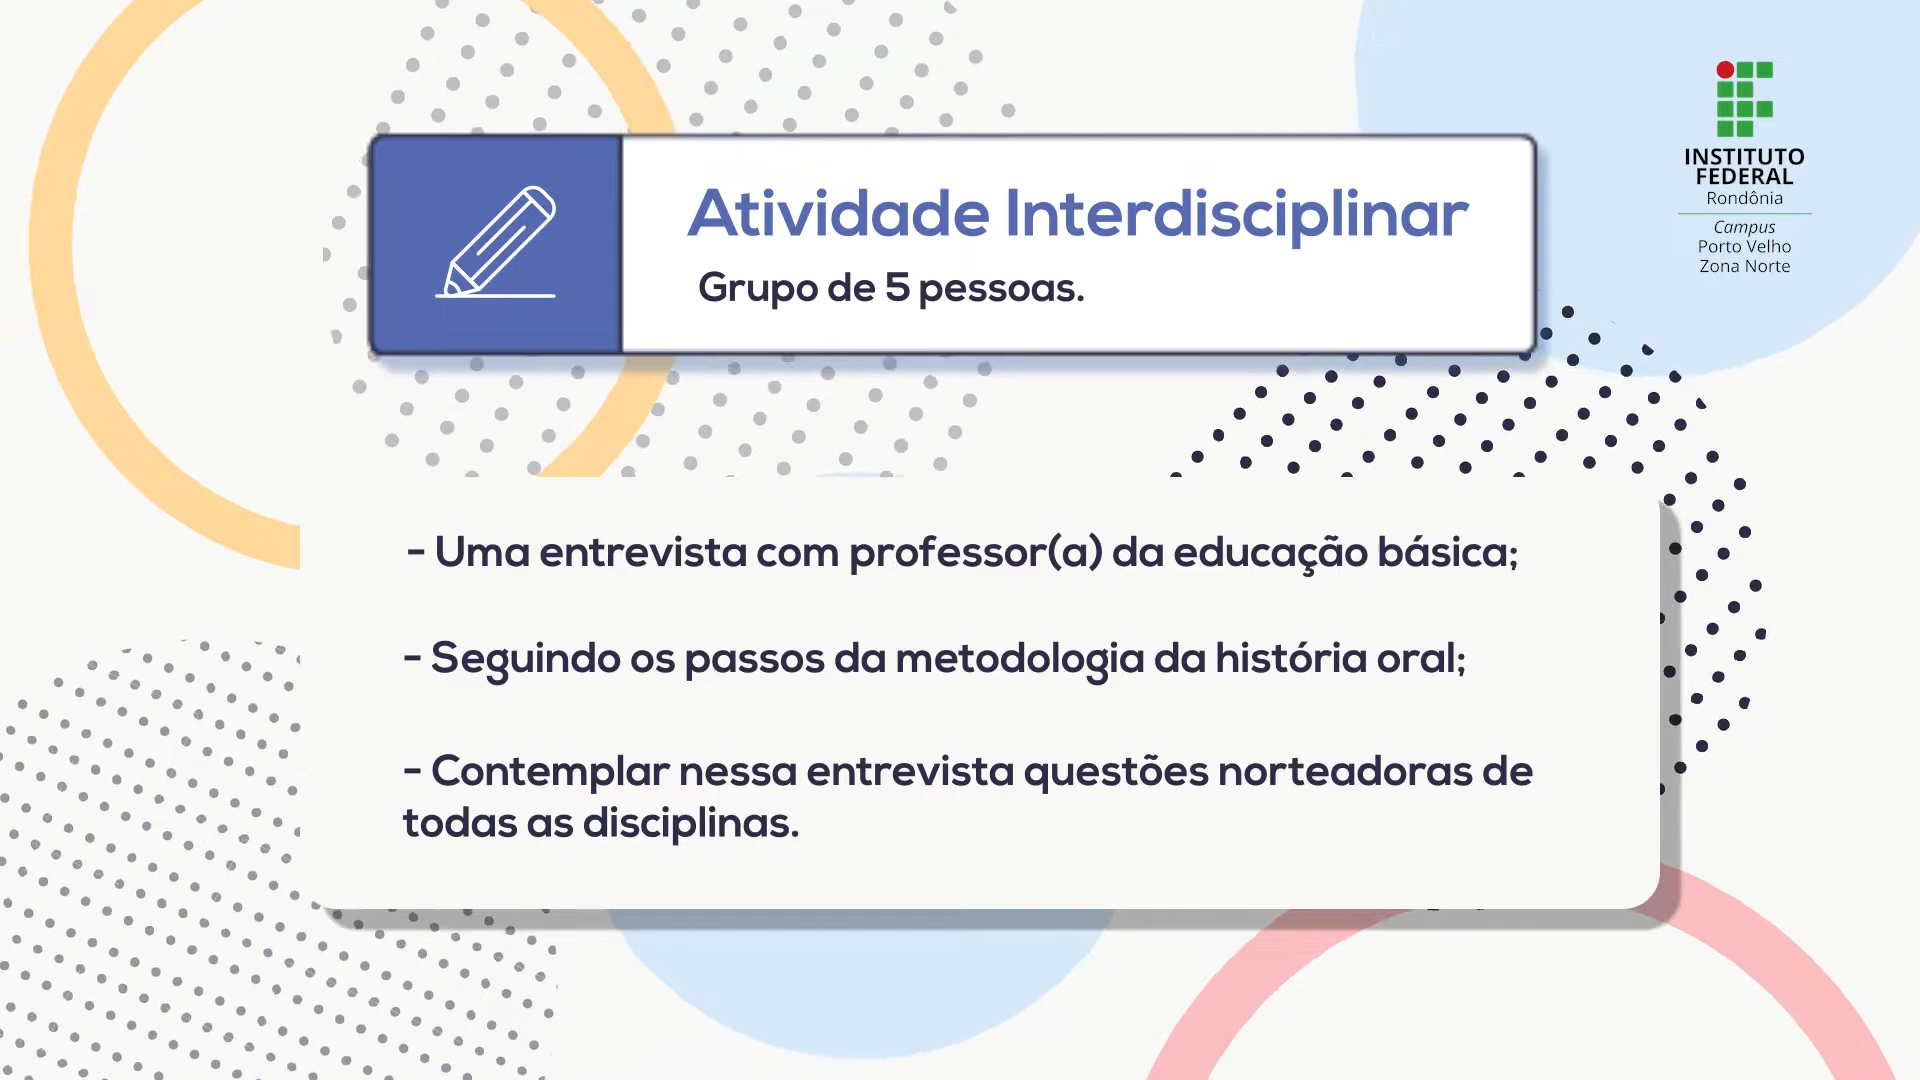 Atividade Interdisciplinar
Grupo de 5 pessoas.
INSTITUTO
FEDERAL
Rondônia
Campus
Porto Velho
Zona Norte
- Uma entrevista com professor(a) da educação básica;
- Seguindo os passos da metodologia da história oral;
- Contemplar nessa entrevista questões norteadoras de
todas as disciplinas.